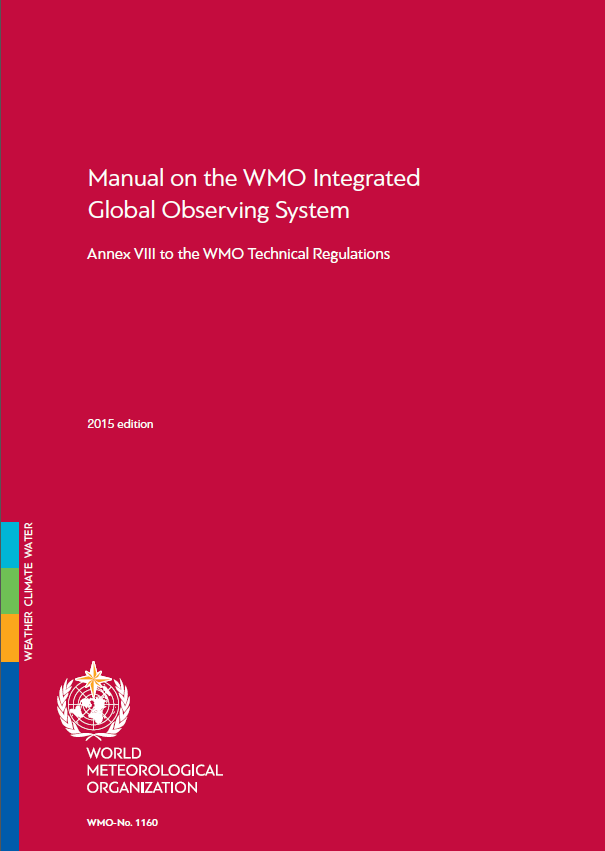 Manual on the WMO Integrated
Global Observing System
Annex VIII to the WMO Technical Regulations
2015 edition
WEATHER CLIMATE WATER
WORLD
METEOROLOGICAL
ORGANIZATION
WMO-No. 1160